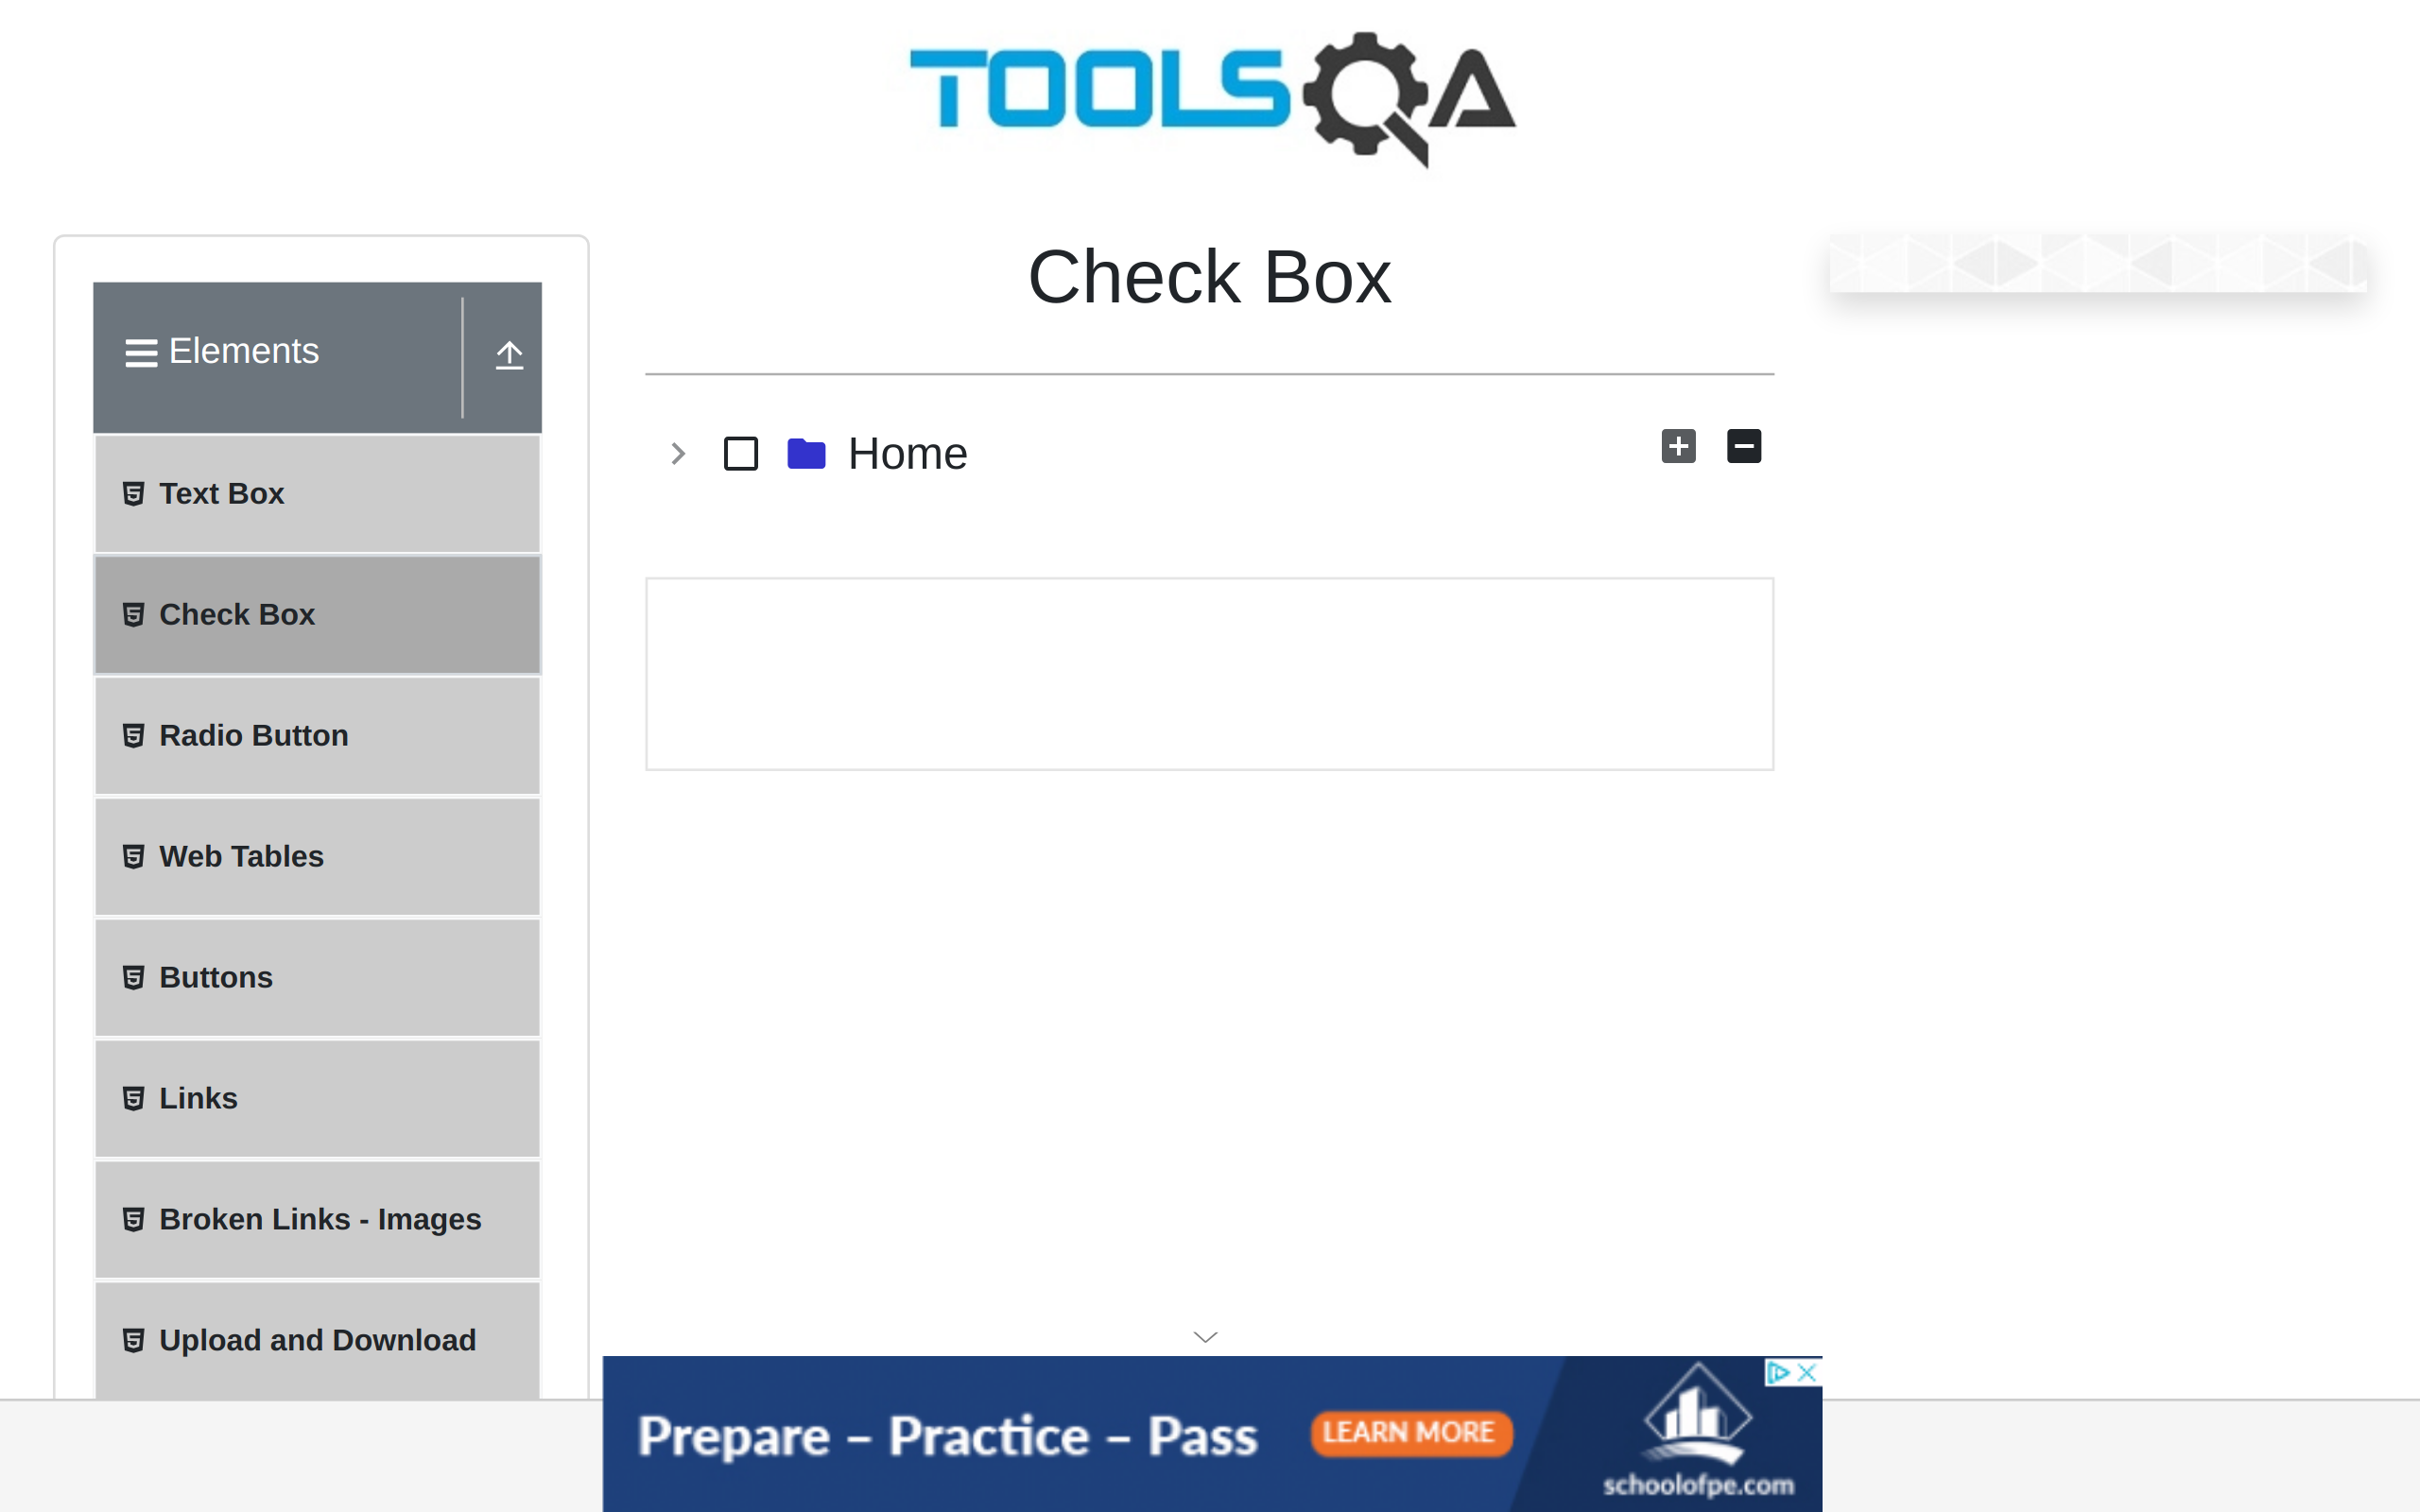 TOOLSQA
Check Box
Elements
Text Box
Check Box
Radio Button
Web Tables
Buttons
Links
Broken Links - Images
Upload and Download
Home
Prepare – Practice – Pass
LEARN MORE
schoolofpe.com